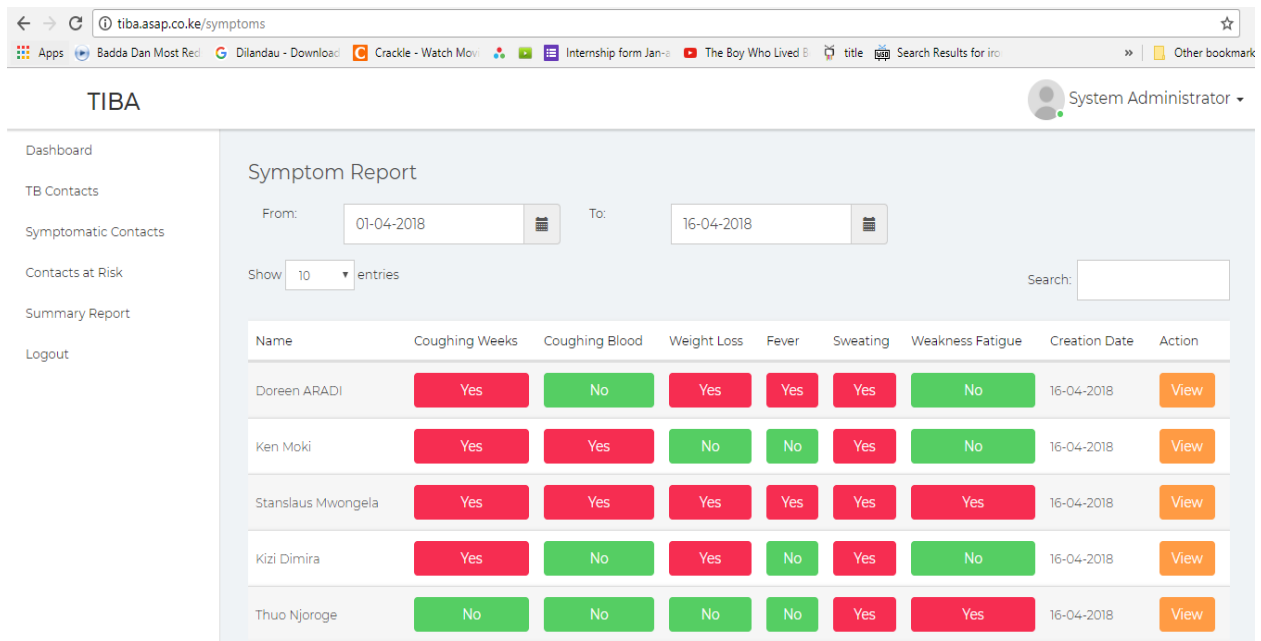 tiba.asap.co.ke/symptoms
Apps Badda Dan Most Red Dilandau - Download Crackle - Watch Mov Internship form Jan-a The Boy Who Lived B title Search Results for iro » Other bookmark
TIBA System Administrator
Dashboard
TB Contacts
Symptomatic Contacts
Contacts at Risk
Summary Report
Logout
Symptom Report
From: 01-04-2018 To: 16-04-2018
Show 10 entries
Search:
Name Coughing Weeks Coughing Blood Weight Loss Fever Sweating Weakness Fatigue Creation Date Action
Doreen ARADI Yes No Yes Yes Yes No 16-04-2018 View
Ken Moki Yes Yes No No Yes No 16-04-2018 View
Stanslaus Mwongela Yes Yes Yes Yes Yes Yes 16-04-2018 View
Kizi Dimira Yes No Yes No Yes No 16-04-2018 View
Thuo Njoroge No No No No Yes Yes 16-04-2018 View